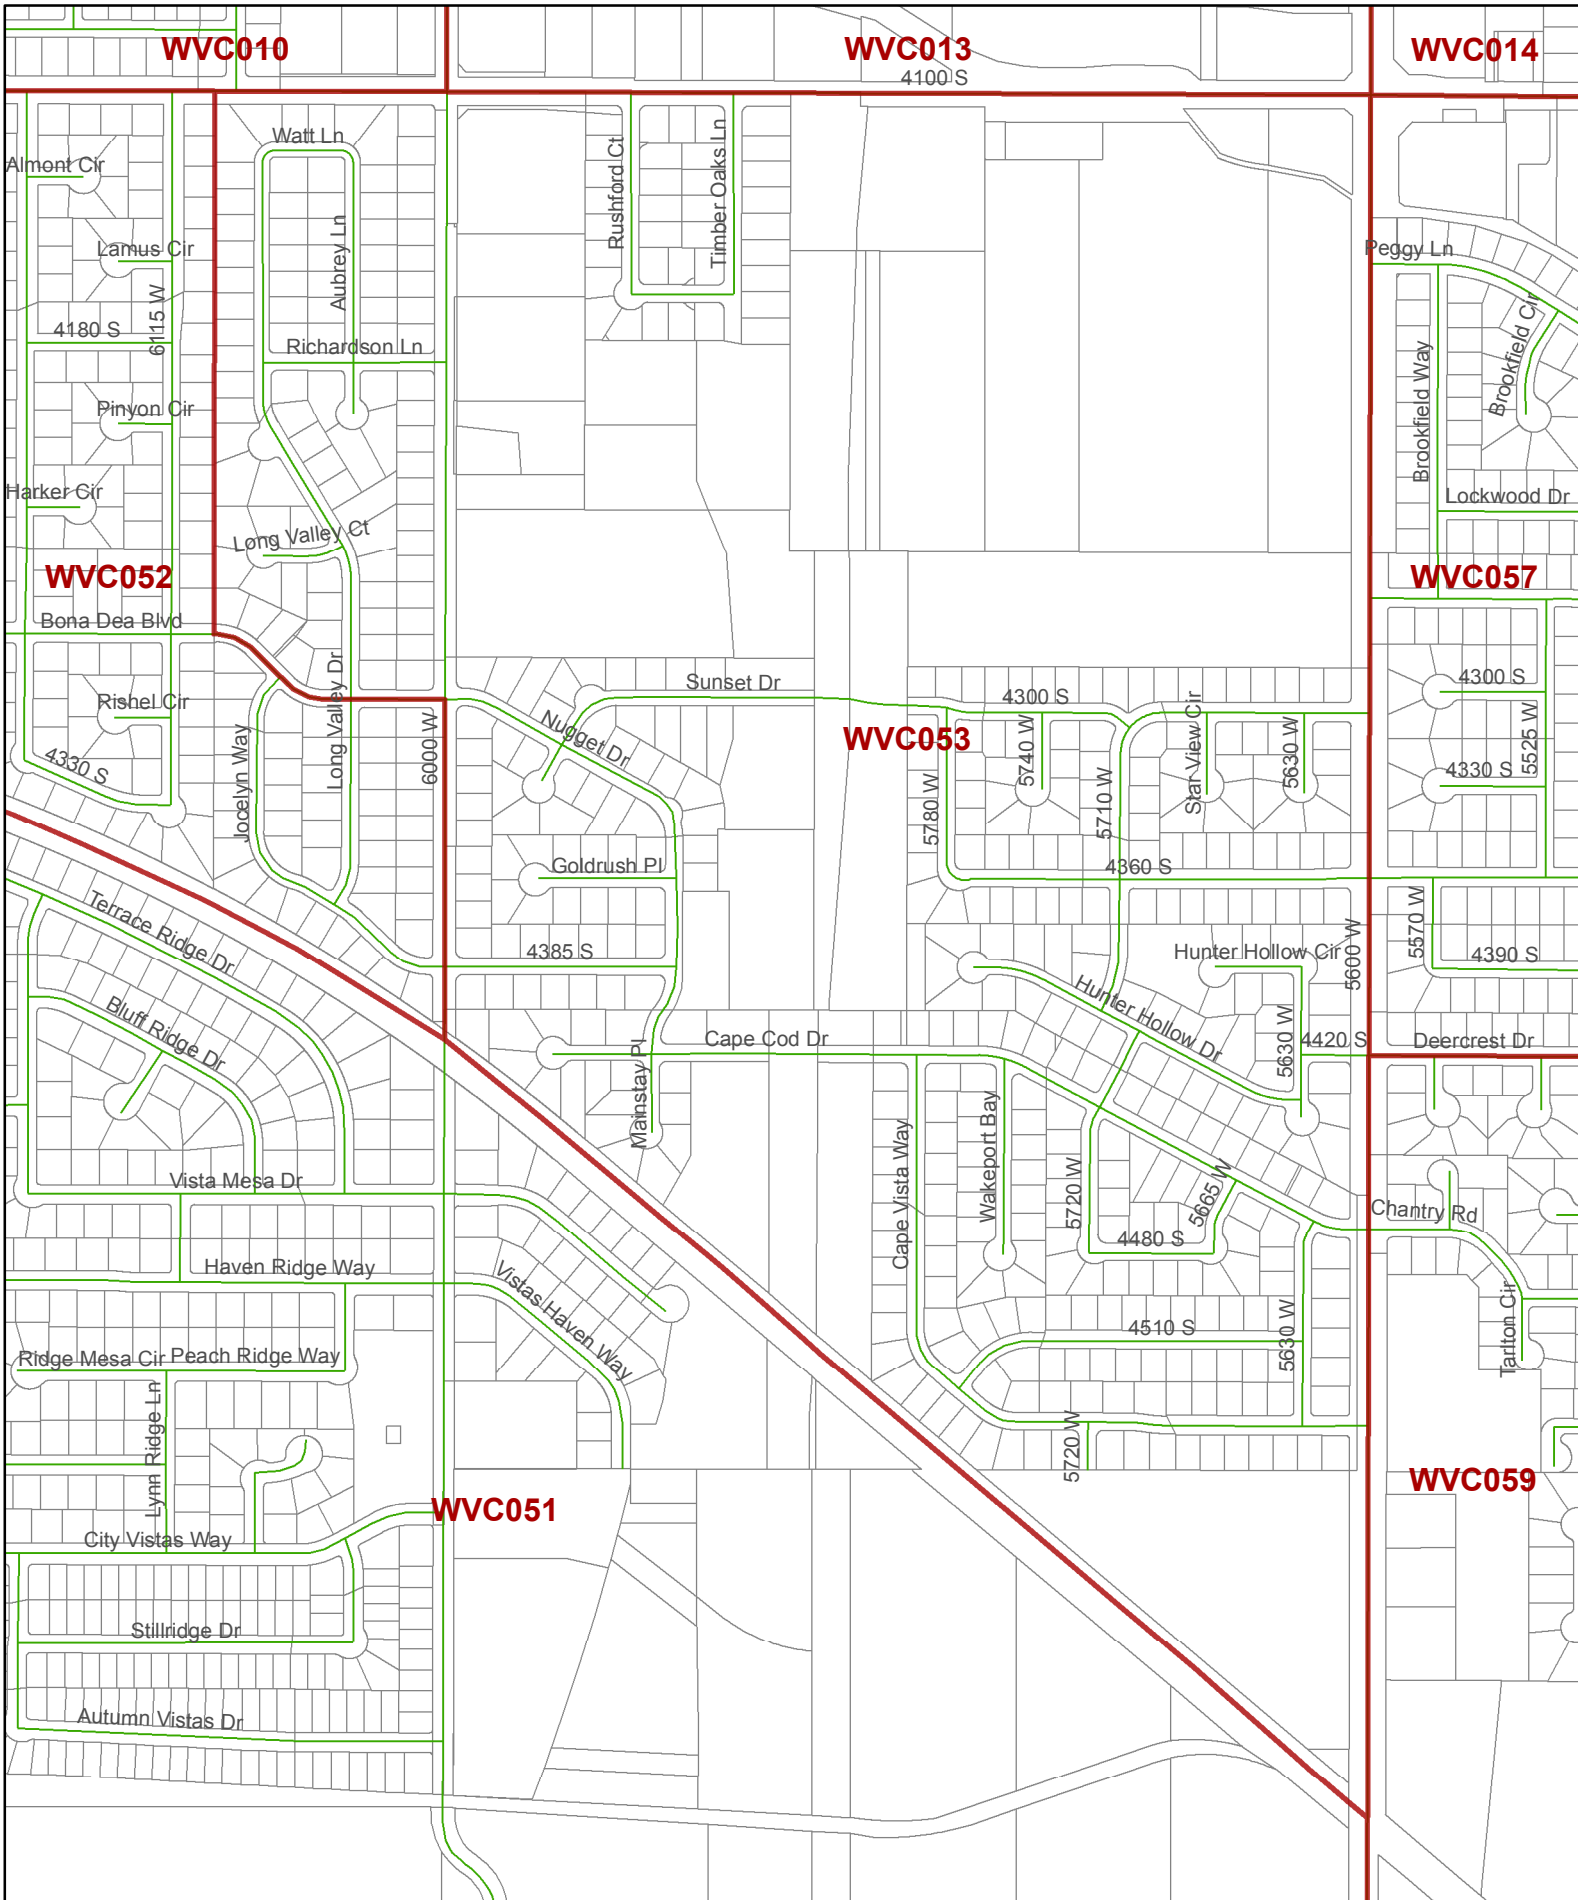 WVC010
WVC013
WVC014
4100 S
Watt Ln
Almont Cir
Rushford Ct
Timber Oaks Ln
Aubrey Ln
Lamus Cir
Peggy Ln
6115 W
4180 S
Richardson Ln
Brookfield Cir
Brookfield Way
Pinyon Cir
Harker Cir
Lockwood Dr
Long Valley Ct
WVC052
WVC057
Bona Dea Blvd
Long Valley Dr
Sunset Dr
4300 S
4300 S
Rishel Cir
Nugget Dr
WVC053
6000 W
5740 W
Star View Cir
5630 W
5525 W
4330 S
4330 S
Jocelyn Way
5780 W
5710 W
Goldrush Pl
4360 S
Terrace Ridge Dr
4385 S
Hunter Hollow Cir
5600 W
5570 W
4390 S
Bluff Ridge Dr
Hunter Hollow Dr
Cape Cod Dr
5630 W
4420 S
Deercrest Dr
Mainstay Pl
Wakeport Bay
Cape Vista Way
5720 W
5665 W
Vista Mesa Dr
Chantry Rd
4480 S
Haven Ridge Way
Vistas Haven Way
Tarlton Cir
4510 S
5630 W
Ridge Mesa Cir
Peach Ridge Way
Lynn Ridge Ln
5720 W
WVC059
WVC051
City Vistas Way
Stillridge Dr
Autumn Vistas Dr